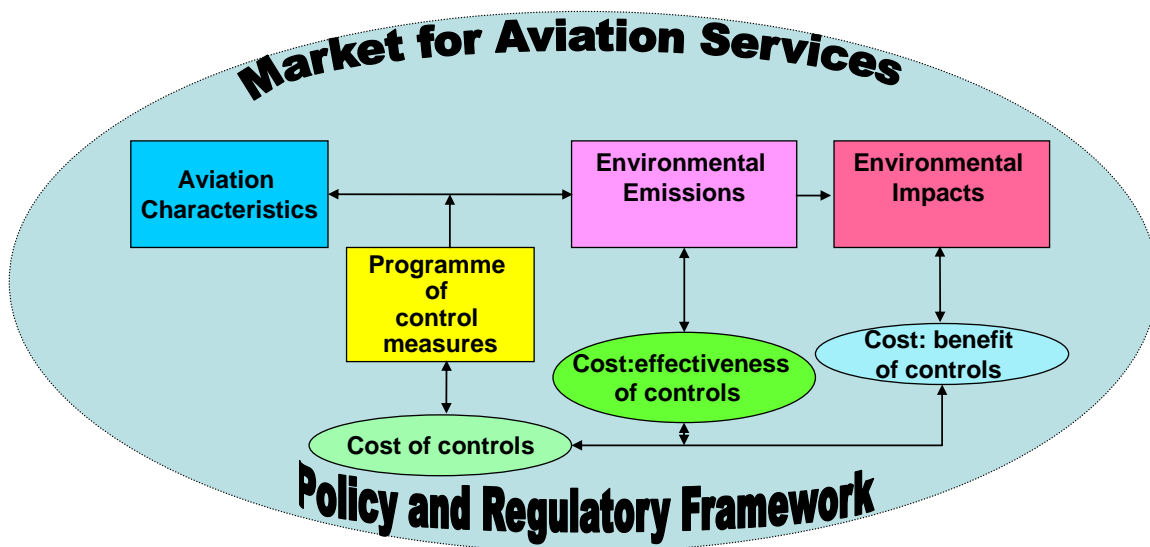 Market for Aviation Services
Aviation
Characteristics
Environmental
Emissions
Environmental
Impacts
Programme
of
control
measures
Cost:effectiveness
of controls
Cost: benefit
of controls
Cost of controls
Policy and Regulatory Framework